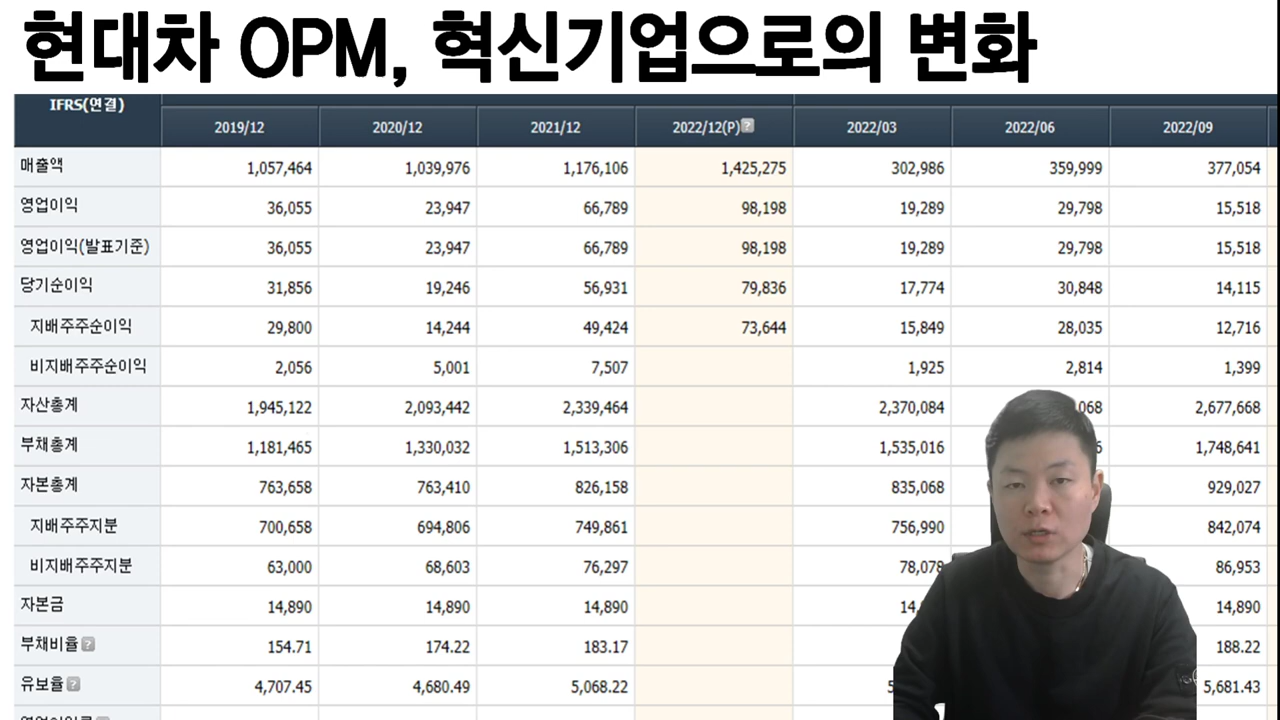 현대차 OPM, 혁신기업으로의 변화
IFRS(연결) 2019/12 2020/12 2021/12 2022/12(P) 2022/03 2022/06 2022/09
매출액 1,057,464 1,039,976 1,176,106 1,425,275 302,986 359,999 377,054
영업이익 36,055 23,947 66,789 98,198 19,289 29,798 15,518
영업이익(발표기준) 36,055 23,947 66,789 98,198 19,289 29,798 15,518
당기순이익 31,856 19,246 56,931 79,836 17,774 30,848 14,115
지배주주순이익 29,800 14,244 49,424 73,644 15,849 28,035 12,716
비지배주주순이익 2,056 5,001 7,507 1,925 2,814 1,399
자산총계 1,945,122 2,093,442 2,339,464 2,370,084 068 2,677,668
부채총계 1,181,465 1,330,032 1,513,306 1,535,016 1,748,641
자본총계 763,658 763,410 826,158 835,068 929,027
지배주주지분 700,658 694,806 749,861 756,990 842,074
비지배주주지분 63,000 68,603 76,297 78,078 86,953
자본금 14,890 14,890 14,890 14, 14,890
부채비율 154.71 174.22 183.17 188.22
유보율 4,707.45 4,680.49 5,068.22 5 5,681.43